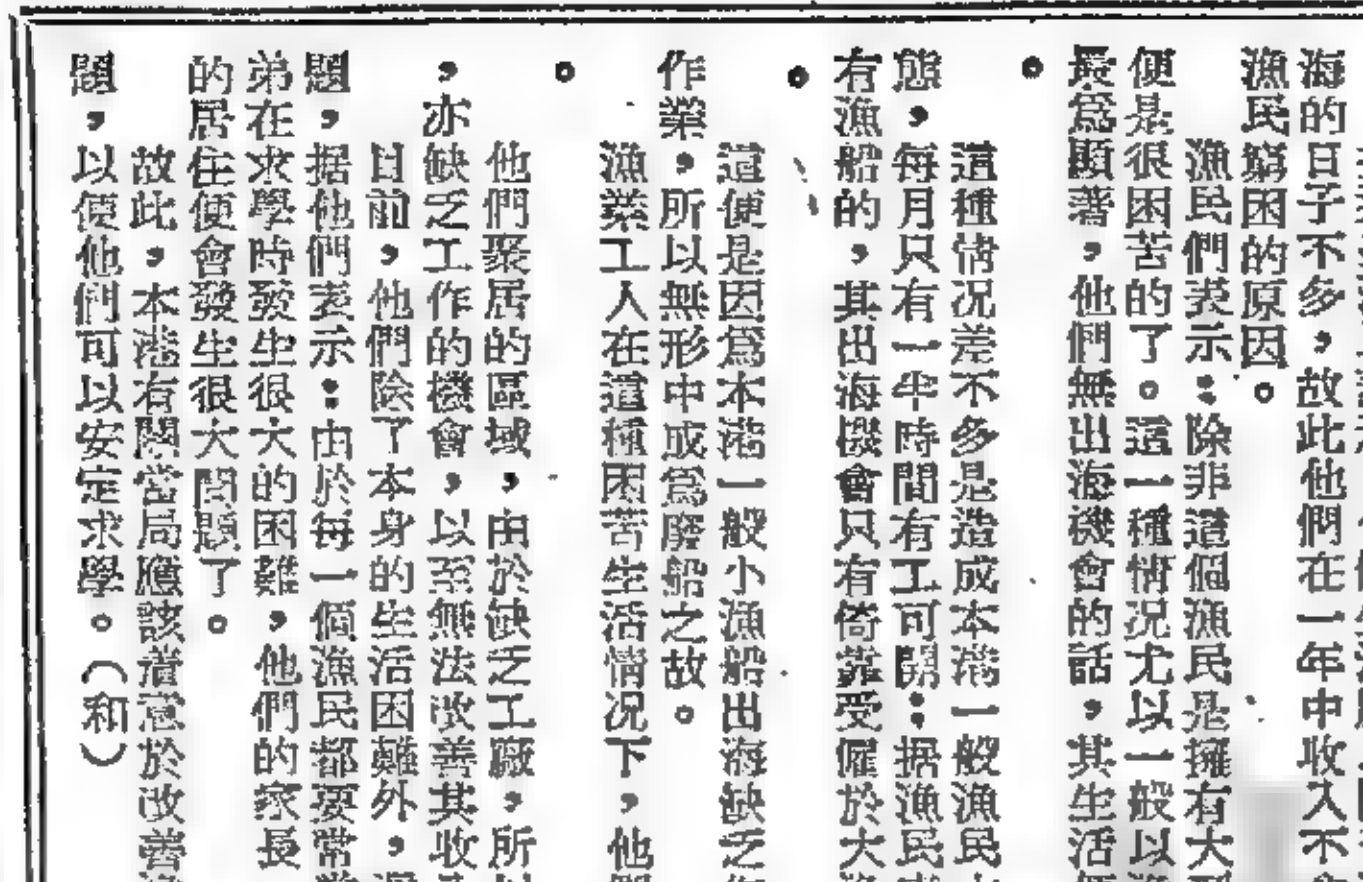 海的日子不多，故此他們在一年中收入不
漁民窮困的原因。
漁民們表示：除非這個漁民是擁有大
便是很困苦的了。這一種情况尤以一般以
最爲顯著，他們無出海機會的話，其生活
。
這種情况差不多是造成本港一般漁民
態，每月只有一半時間有工可開：据漁民
有漁船的，其出海機會只有倚靠受僱於大
。
這便是因爲本港一般小漁船出海缺乏
作業，所以無形中成爲廢船之故。
漁業工人在這種困苦生活情况下，他
。
他們聚居的區域，由於缺乏工廠，所
，亦缺乏工作的機會，以至無法改善其收
目前，他們除了本身的生活困難外，
題，据他們表示：由於每一個漁民都要常
弟在求學時發生很大的困難，他們的家長
的居住便會發生很大問題了。
故此，本港有關當局應該着意於改善
題，以使他們可以安定求學。（和）